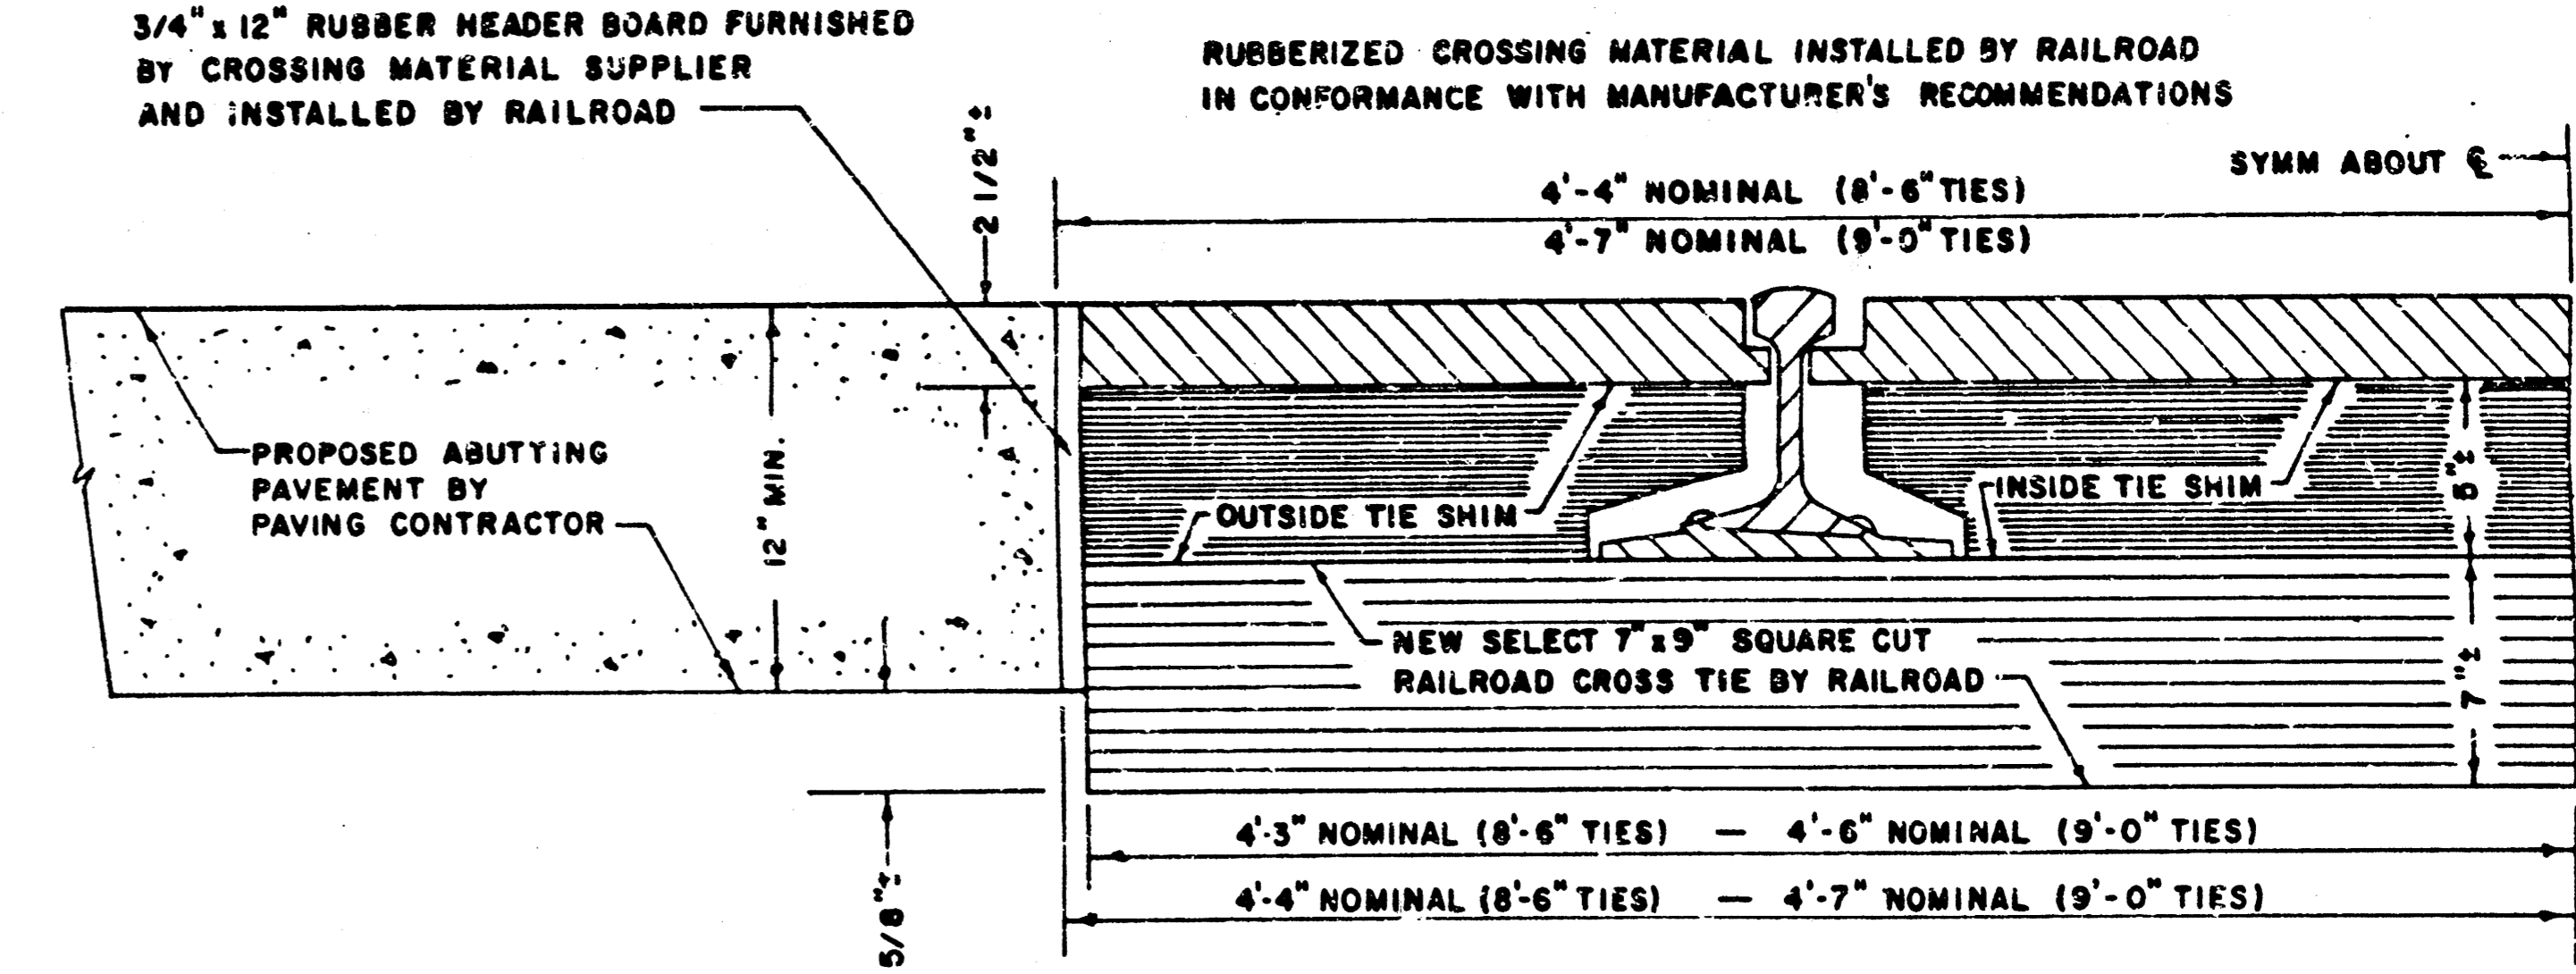 3/4" x 12" RUBBER HEADER BOARD FURNISHED
BY CROSSING MATERIAL SUPPLIER
AND INSTALLED BY RAILROAD
RUBBERIZED CROSSING MATERIAL INSTALLED BY RAILROAD
IN CONFORMANCE WITH MANUFACTURER'S RECOMMENDATIONS
SYMM ABOUT ℄
2 1/2"±
4'-4" NOMINAL (8'-6" TIES)
4'-7" NOMINAL (9'-0" TIES)
PROPOSED ABUTTING
PAVEMENT BY
PAVING CONTRACTOR
12" MIN.
OUTSIDE TIE SHIM
INSIDE TIE SHIM
5"±
NEW SELECT 7" x 9" SQUARE CUT
RAILROAD CROSS TIE BY RAILROAD
7"±
5/8"±
4'-3" NOMINAL (8'-6" TIES) — 4'-6" NOMINAL (9'-0" TIES)
4'-4" NOMINAL (8'-6" TIES) — 4'-7" NOMINAL (9'-0" TIES)